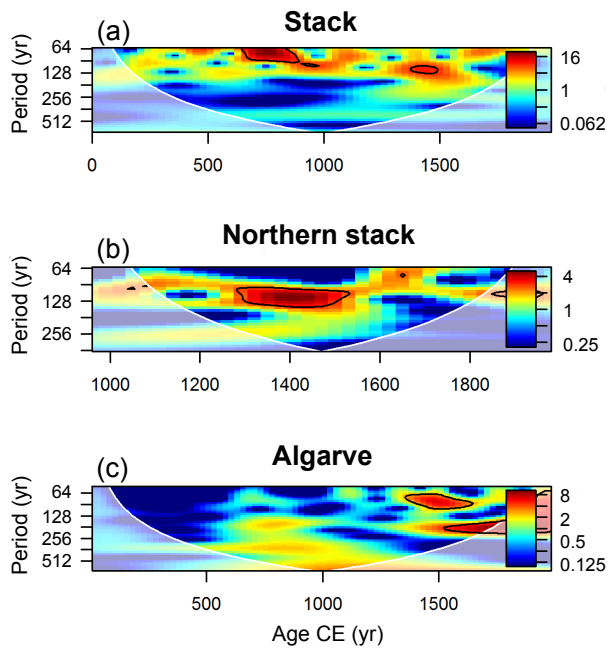 (a) Stack
Period (yr)
64
128
256
512
16
1
0.062
0 500 1000 1500
(b) Northern stack
Period (yr)
64
128
256
4
1
0.25
1000 1200 1400 1600 1800
(c) Algarve
Period (yr)
64
128
256
512
8
2
0.5
0.125
500 1000 1500
Age CE (yr)